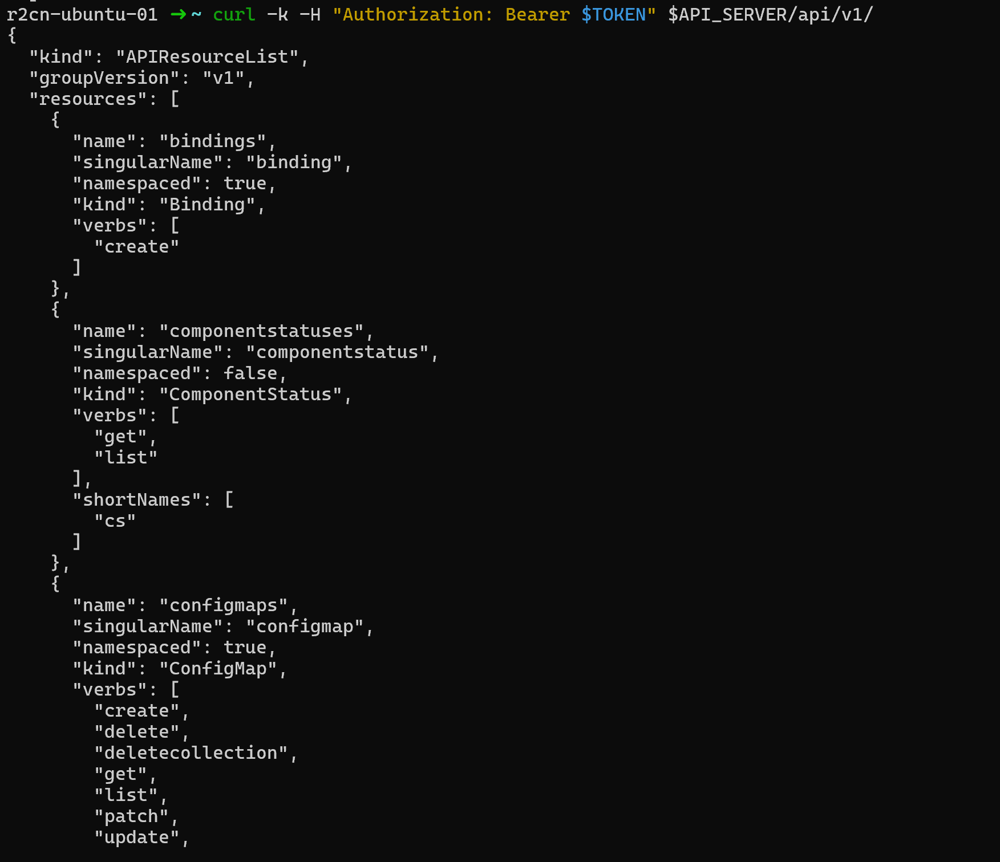 r2cn-ubuntu-01 ➜ ~ curl -k -H "Authorization: Bearer $TOKEN" $API_SERVER/api/v1/
{
  "kind": "APIResourceList",
  "groupVersion": "v1",
  "resources": [
    {
      "name": "bindings",
      "singularName": "binding",
      "namespaced": true,
      "kind": "Binding",
      "verbs": [
        "create"
      ]
    },
    {
      "name": "componentstatuses",
      "singularName": "componentstatus",
      "namespaced": false,
      "kind": "ComponentStatus",
      "verbs": [
        "get",
        "list"
      ],
      "shortNames": [
        "cs"
      ]
    },
    {
      "name": "configmaps",
      "singularName": "configmap",
      "namespaced": true,
      "kind": "ConfigMap",
      "verbs": [
        "create",
        "delete",
        "deletecollection",
        "get",
        "list",
        "patch",
        "update",